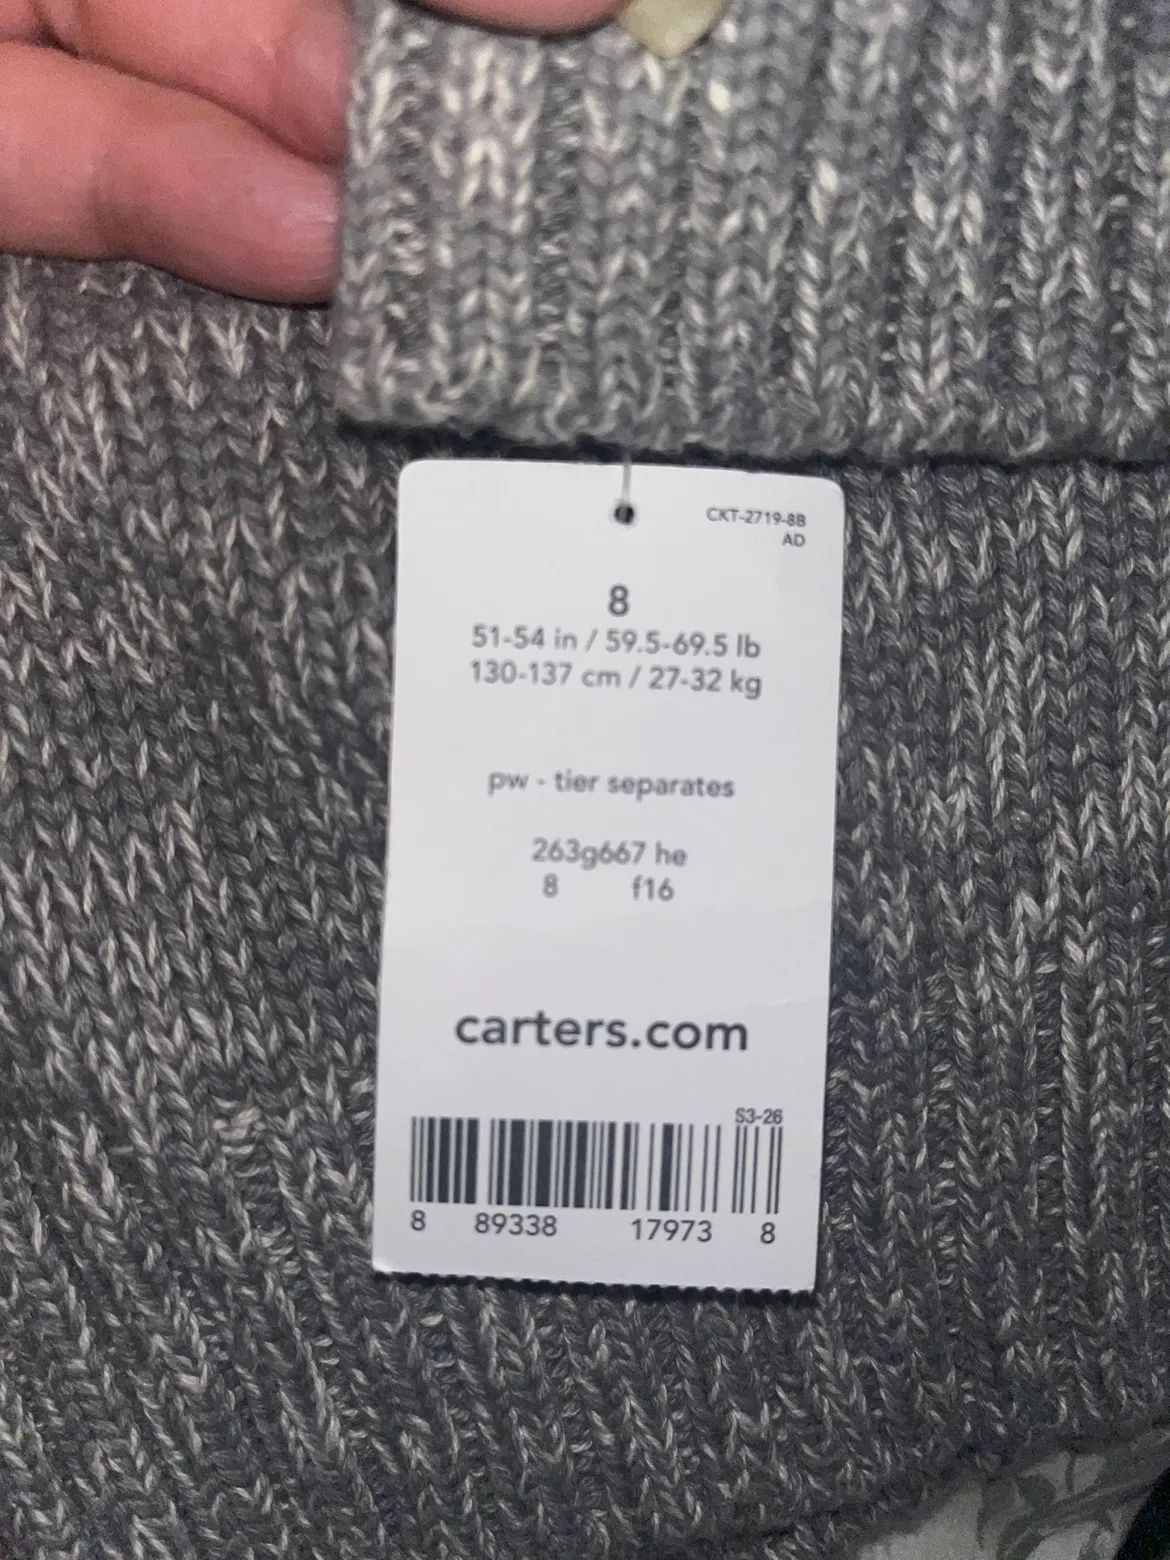 CKT-2719-8B
AD
8
51-54 in / 59.5-69.5 lb
130-137 cm / 27-32 kg
pw - tier separates
263g667 he
8 f16
carters.com
S3-26
8 89338 17973 8